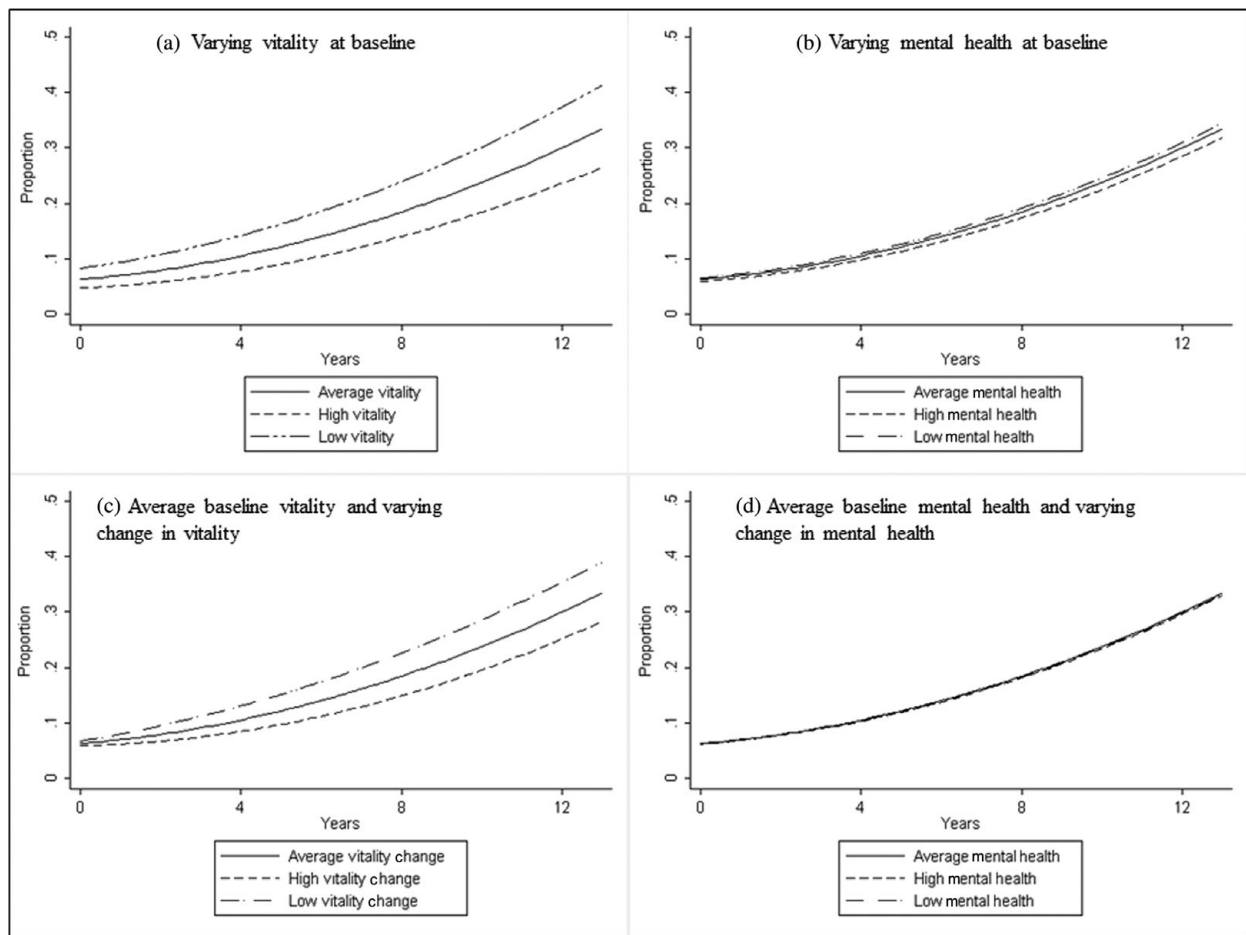 (a) Varying vitality at baseline
.5
.4
.3
.2
.1
0
Proportion
0 4 8 12
Years
Average vitality
High vitality
Low vitality
(b) Varying mental health at baseline
.5
.4
.3
.2
.1
0
Proportion
0 4 8 12
Years
Average mental health
High mental health
Low mental health
(c) Average baseline vitality and varying
change in vitality
.5
.4
.3
.2
.1
0
Proportion
0 4 8 12
Years
Average vitality change
High vitality change
Low vitality change
(d) Average baseline mental health and varying
change in mental health
.5
.4
.3
.2
.1
0
Proportion
0 4 8 12
Years
Average mental health
High mental health
Low mental health